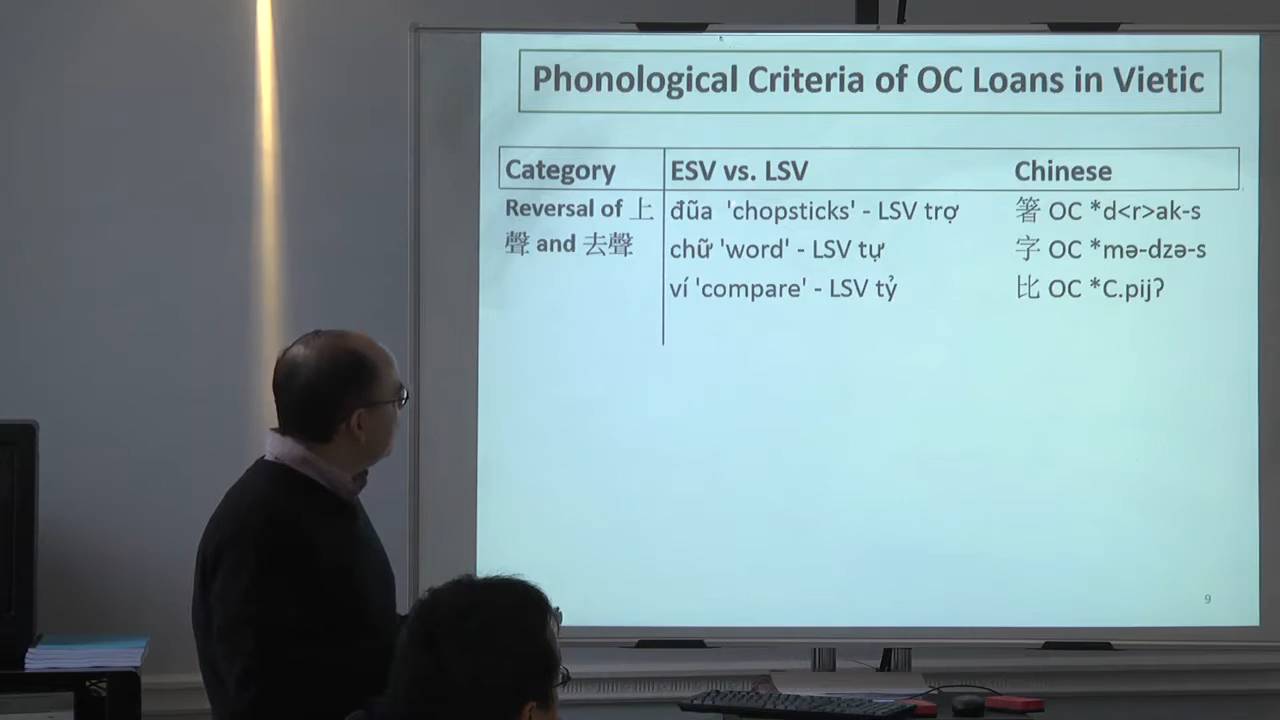 Phonological Criteria of OC Loans in Vietic
Category ESV vs. LSV Chinese
Reversal of 上 đũa 'chopsticks' - LSV trợ 箸 OC *d<r>ak-s
聲 and 去聲 chữ 'word' - LSV tự 字 OC *mə-dzə-s
ví 'compare' - LSV tỷ 比 OC *C.pijʔ
9